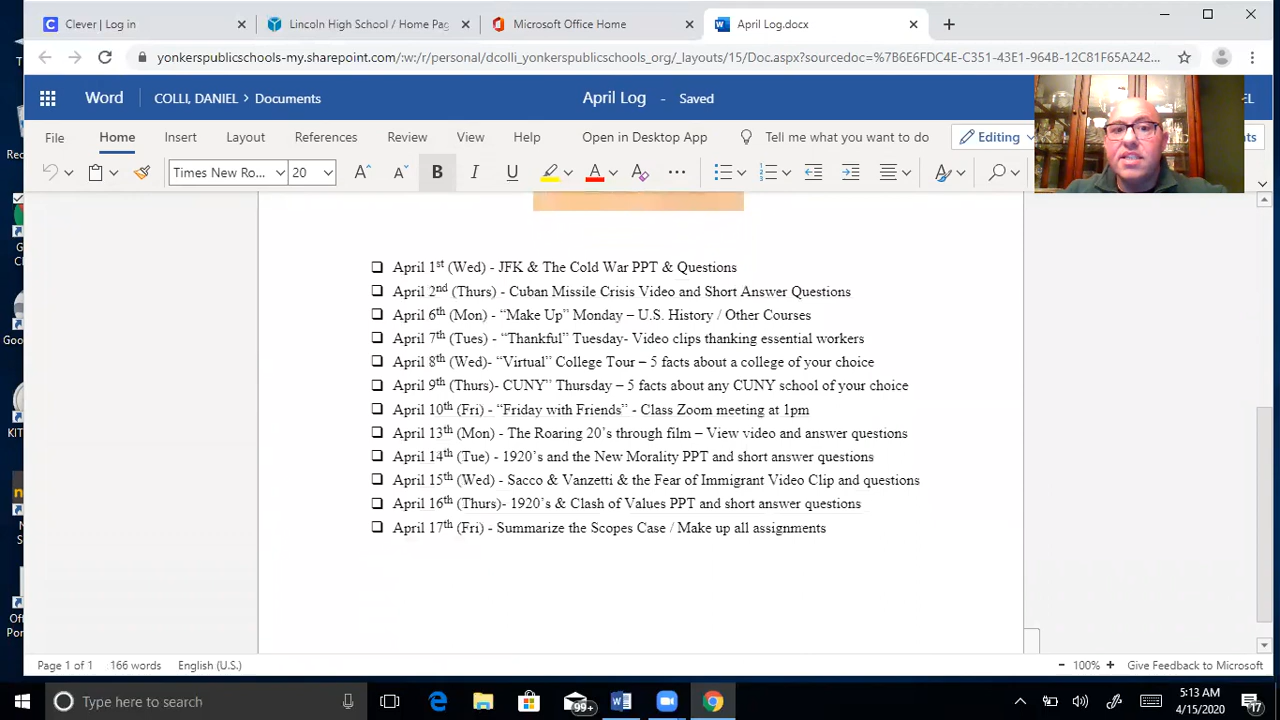 Clever | Log in
Lincoln High School / Home Pag
Microsoft Office Home
April Log.docx
yonkerspublicschools-my.sharepoint.com/:w:/r/personal/dcolli_yonkerspublicschools_org/_layouts/15/Doc.aspx?sourcedoc=%7B6E6FDC4E-C351-43E1-964B-12C81F65A242...
Word COLLI, DANIEL > Documents April Log - Saved EL
File Home Insert Layout References Review View Help Open in Desktop App Tell me what you want to do Editing nts
Times New Ro... 20
April 1st (Wed) - JFK & The Cold War PPT & Questions
April 2nd (Thurs) - Cuban Missile Crisis Video and Short Answer Questions
April 6th (Mon) - “Make Up” Monday – U.S. History / Other Courses
April 7th (Tues) - “Thankful” Tuesday- Video clips thanking essential workers
April 8th (Wed)- “Virtual” College Tour – 5 facts about a college of your choice
April 9th (Thurs)- CUNY” Thursday – 5 facts about any CUNY school of your choice
April 10th (Fri) - “Friday with Friends” - Class Zoom meeting at 1pm
April 13th (Mon) - The Roaring 20’s through film – View video and answer questions
April 14th (Tue) - 1920’s and the New Morality PPT and short answer questions
April 15th (Wed) - Sacco & Vanzetti & the Fear of Immigrant Video Clip and questions
April 16th (Thurs)- 1920’s & Clash of Values PPT and short answer questions
April 17th (Fri) - Summarize the Scopes Case / Make up all assignments
Page 1 of 1 166 words English (U.S.) 100% Give Feedback to Microsoft
Type here to search
99+
5:13 AM
4/15/2020
17